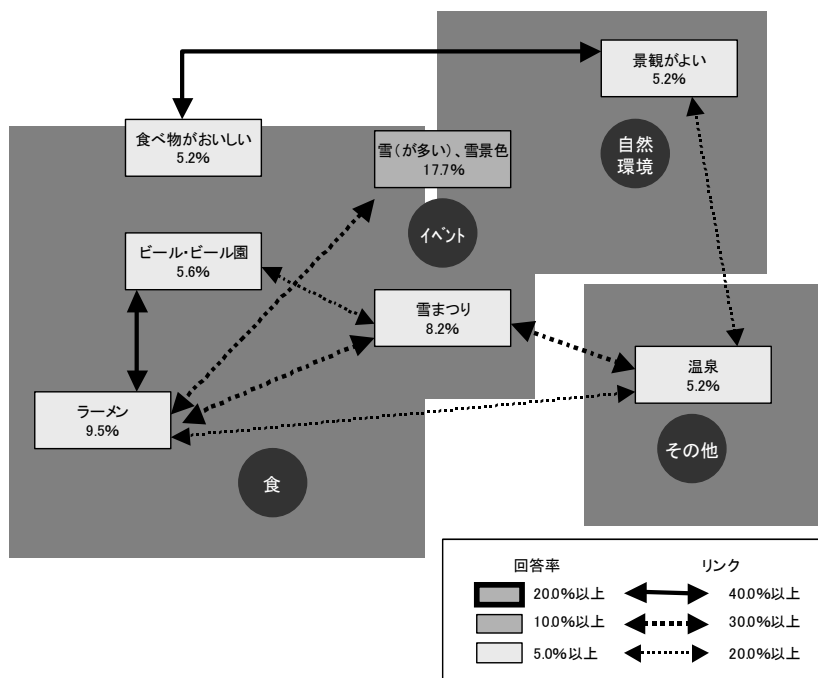 景観がよい
5.2%
食べ物がおいしい
5.2%
雪（が多い）、雪景色
17.7%
自然
環境
イベント
ビール・ビール園
5.6%
雪まつり
8.2%
温泉
5.2%
ラーメン
9.5%
その他
食
回答率 リンク
20.0%以上 40.0%以上
10.0%以上 30.0%以上
5.0%以上 20.0%以上